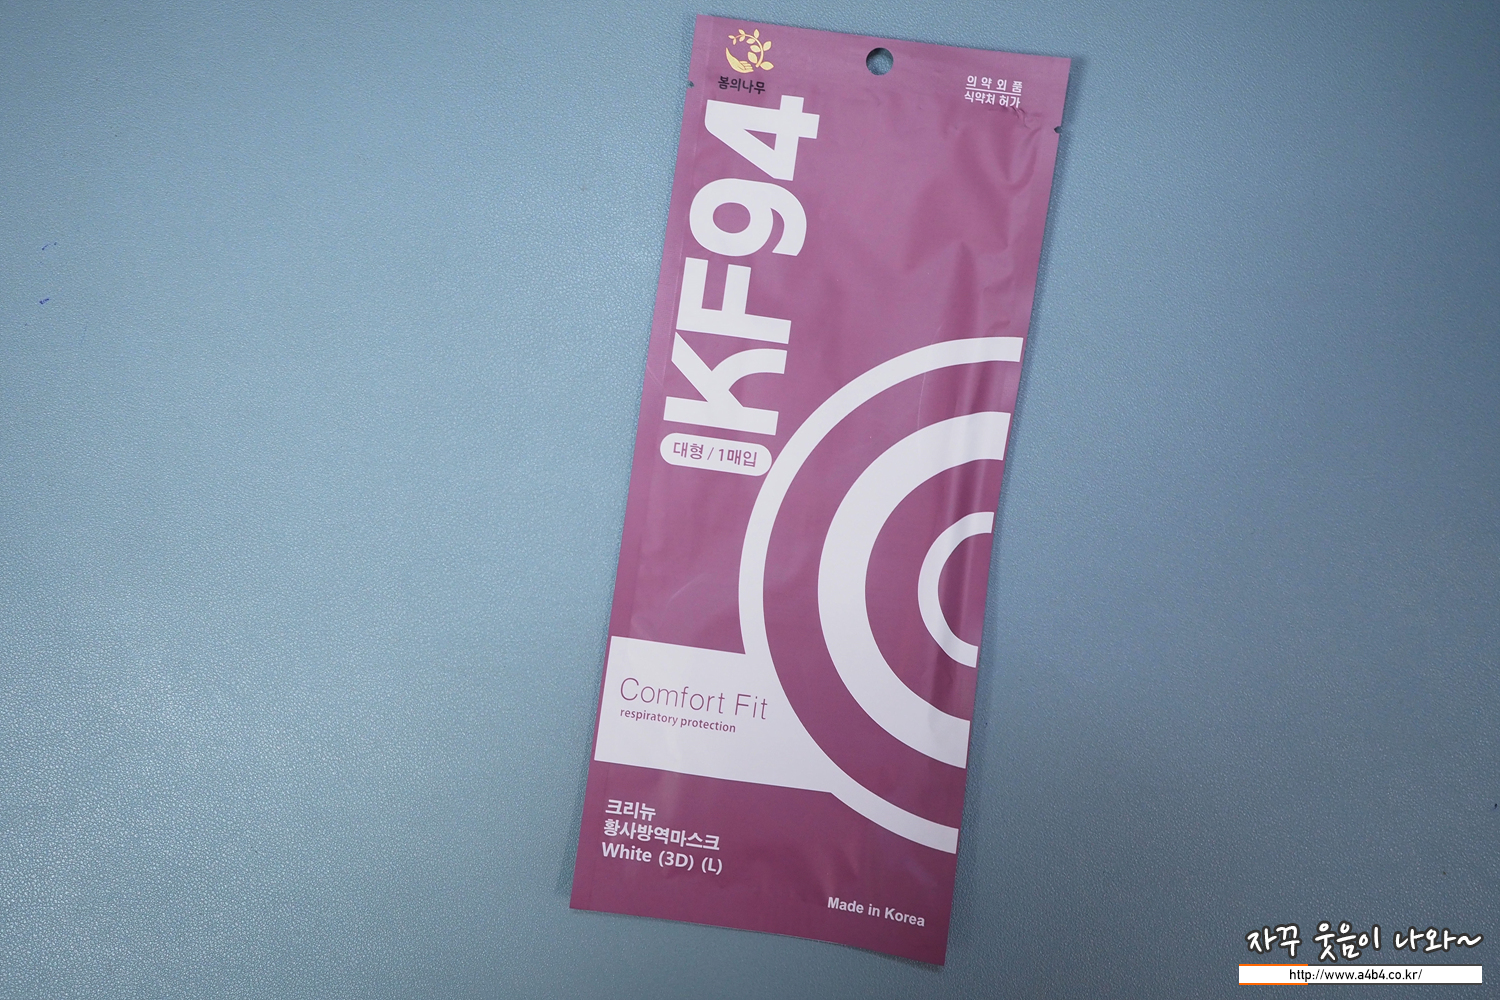 봄의나무
의약외품
식약처 허가
KF94
대형 / 1매입
Comfort Fit
respiratory protection
크리뉴
황사방역마스크
White (3D) (L)
Made in Korea
자꾸 웃음이 나와~
http://www.a4b4.co.kr/